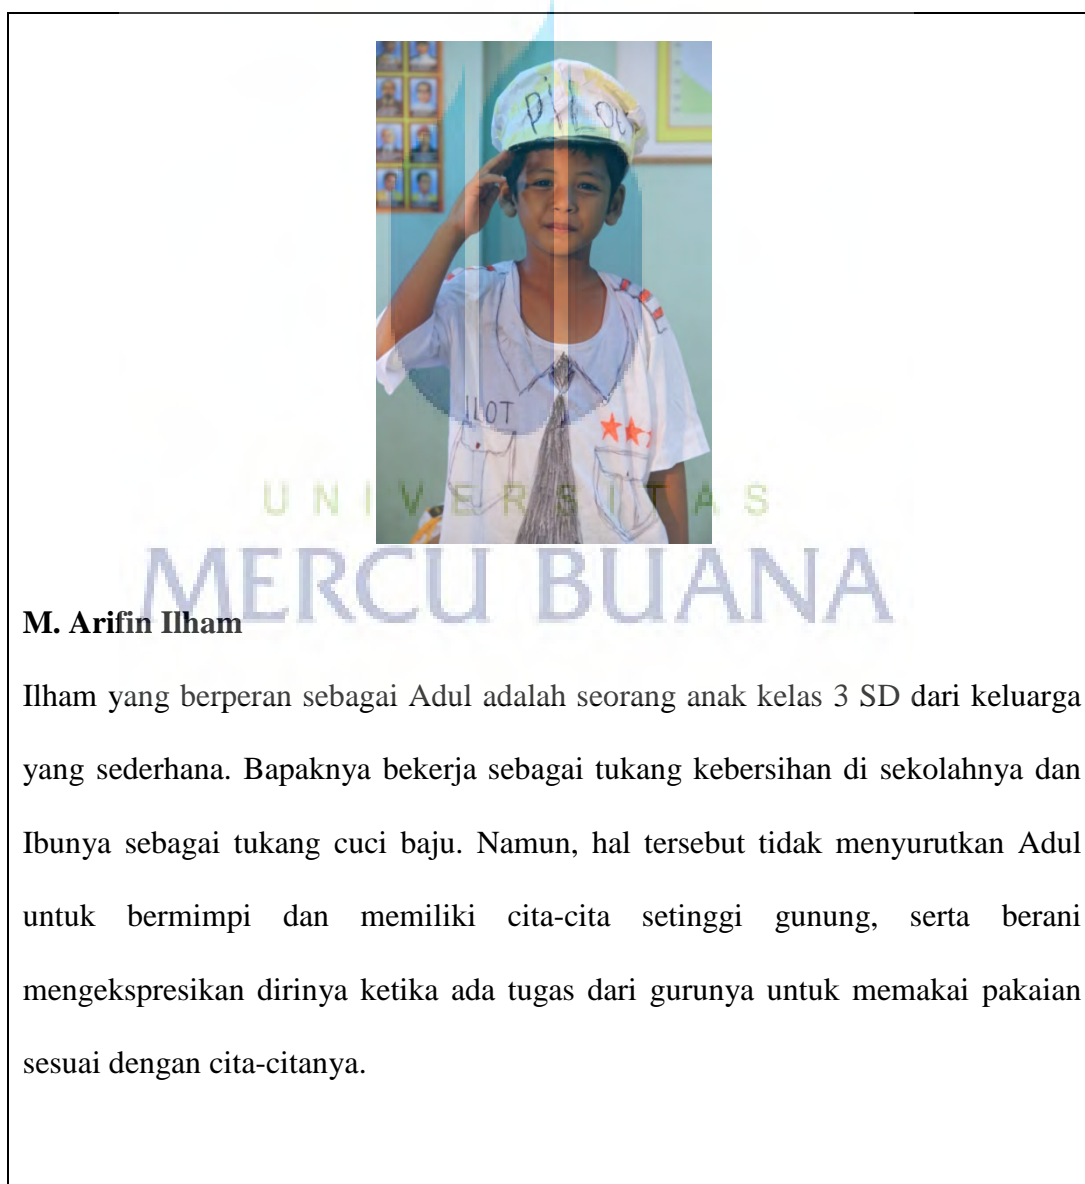 piLot
ILOT
UNIVERSITAS
MERCU BUANA
M. Arifin Ilham
Ilham yang berperan sebagai Adul adalah seorang anak kelas 3 SD dari keluarga
yang sederhana. Bapaknya bekerja sebagai tukang kebersihan di sekolahnya dan
Ibunya sebagai tukang cuci baju. Namun, hal tersebut tidak menyurutkan Adul
untuk bermimpi dan memiliki cita-cita setinggi gunung, serta berani
mengekspresikan dirinya ketika ada tugas dari gurunya untuk memakai pakaian
sesuai dengan cita-citanya.